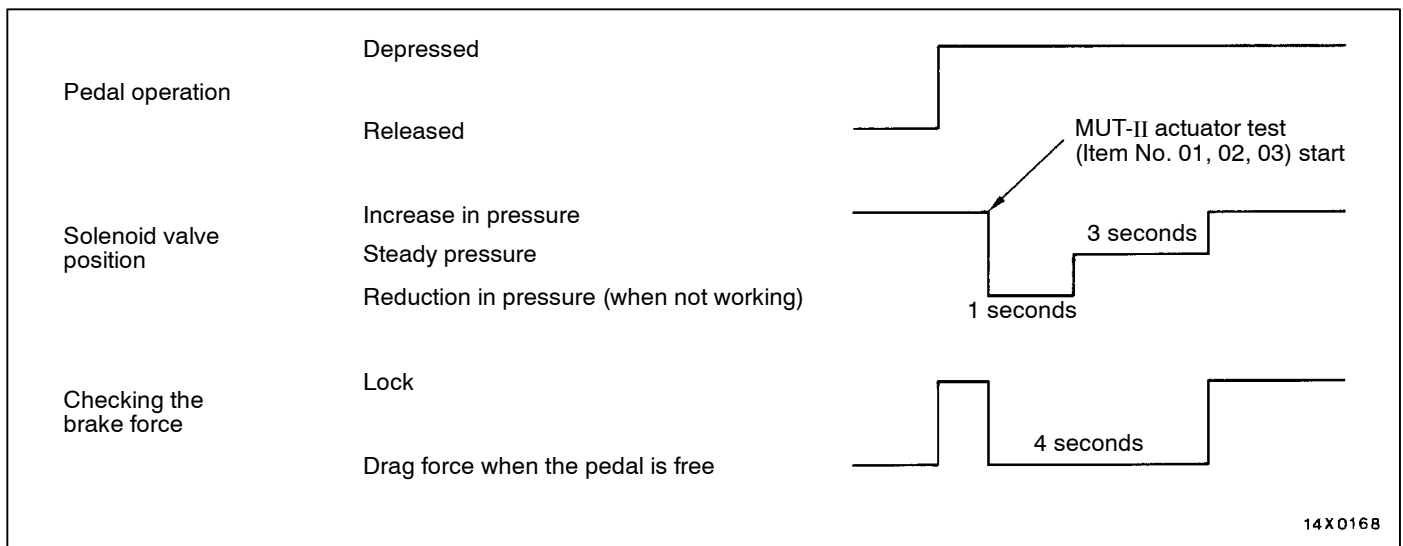 Depressed
Pedal operation
Released
MUT-II actuator test
(Item No. 01, 02, 03) start
Increase in pressure
Solenoid valve
position
Steady pressure
3 seconds
Reduction in pressure (when not working)
1 seconds
Lock
Checking the
brake force
4 seconds
Drag force when the pedal is free
14X0168